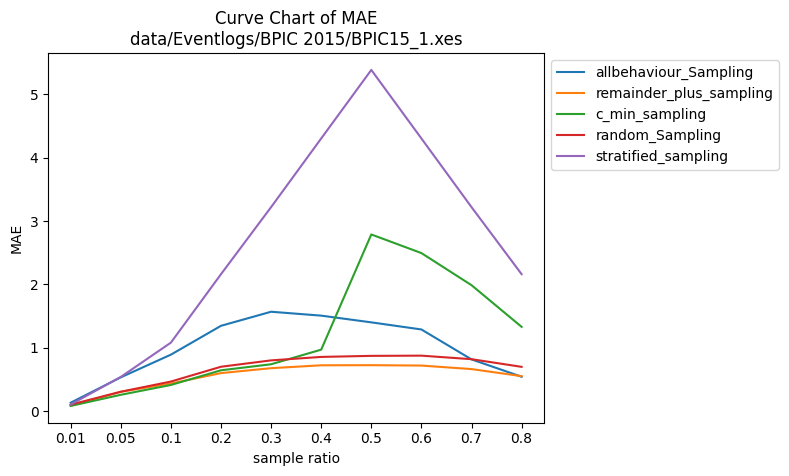 Curve Chart of MAE
data/Eventlogs/BPIC 2015/BPIC15_1.xes
allbehaviour_Sampling
remainder_plus_sampling
c_min_sampling
random_Sampling
stratified_sampling
MAE
5
4
3
2
1
0
0.01 0.05 0.1 0.2 0.3 0.4 0.5 0.6 0.7 0.8
sample ratio